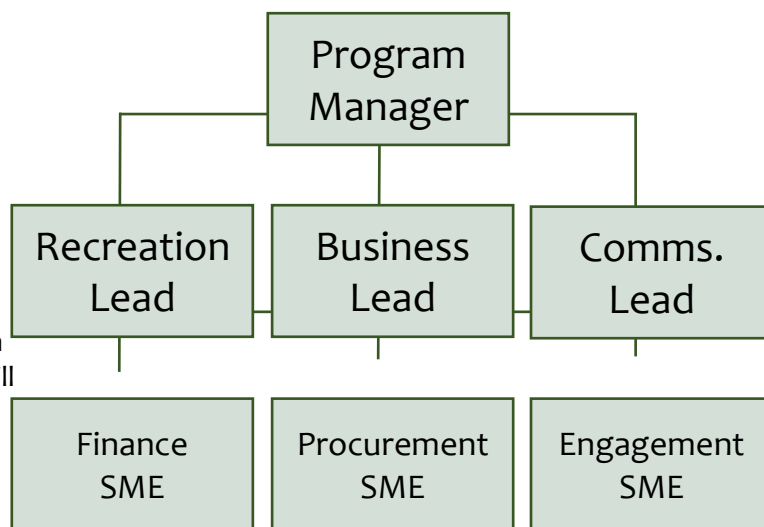 Program
Manager
Recreation
Lead
Business
Lead
Comms.
Lead
Finance
SME
Procurement
SME
Engagement
SME